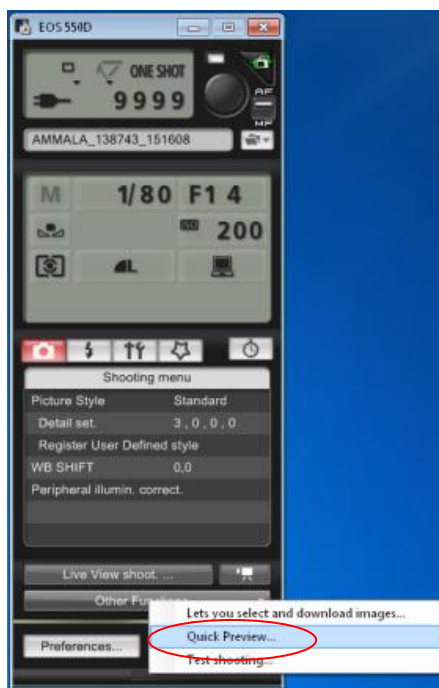 EOS 550D
ONE SHOT
9999
AF
MF
AMMALA_138743_151608
M 1/80 F1 4
ISO 200
L
Shooting menu
Picture Style Standard
Detail set. 3,0,0,0
Register User Defined style
WB SHIFT 0,0
Peripheral illumin. correct.
Live View shoot. ...
Other Func
Lets you select and download images...
Quick Preview...
Preferences...
Test shooting...